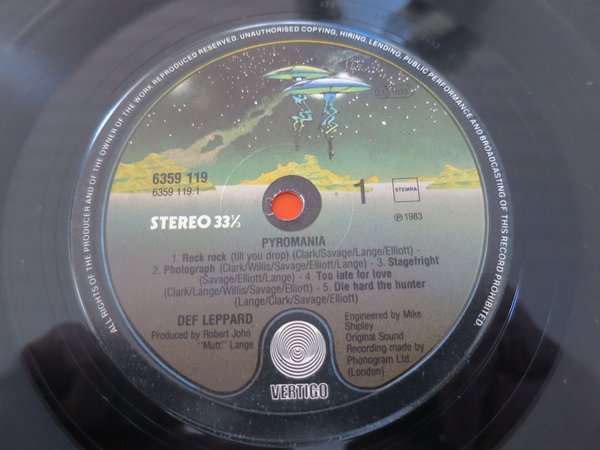 ALL RIGHTS OF THE PRODUCER AND OF THE OWNER OF THE WORK REPRODUCED RESERVED. UNAUTHORISED COPYING, HIRING, LENDING, PUBLIC PERFORMANCE AND BROADCASTING OF THIS RECORD PROHIBITED.
6359 119
6359 119.1
1
STEMRA
STEREO 33⅓
℗ 1983
PYROMANIA
1. Rock rock (till you drop) (Clark/Savage/Lange/Elliott)
2. Photograph (Clark/Willis/Savage/Elliott/Lange) - 3. Stagefright
(Savage/Elliott/Lange) - 4. Too late for love
(Clark/Lange/Willis/Savage/Elliott) - 5. Die hard the hunter
(Lange/Clark/Savage/Elliott)
DEF LEPPARD
Produced by Robert John
"Mutt" Lange
Engineered by Mike
Shipley
Original Sound
Recording made by
Phonogram Ltd.
(London)
VERTIGO